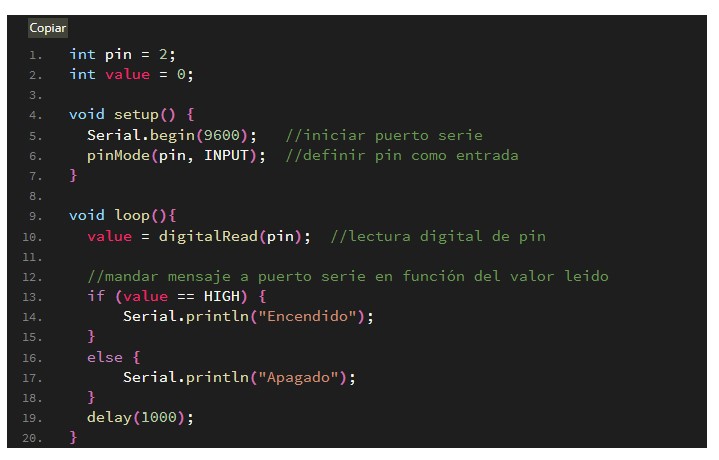 Copiar
1. int pin = 2;
2. int value = 0;
3.
4. void setup() {
5.   Serial.begin(9600);   //iniciar puerto serie
6.   pinMode(pin, INPUT);  //definir pin como entrada
7. }
8.
9. void loop(){
10.   value = digitalRead(pin);  //lectura digital de pin
11.
12.   //mandar mensaje a puerto serie en función del valor leido
13.   if (value == HIGH) {
14.       Serial.println("Encendido");
15.   }
16.   else {
17.       Serial.println("Apagado");
18.   }
19.   delay(1000);
20. }